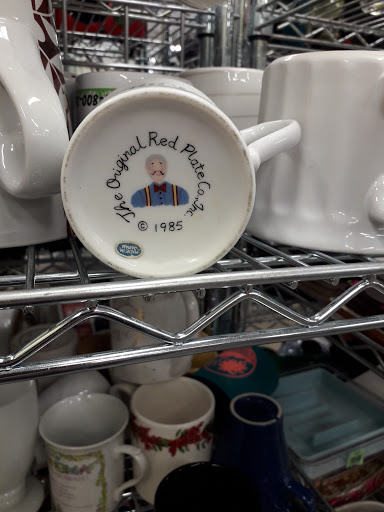 The Original Red Plate Co., Inc.
© 1985